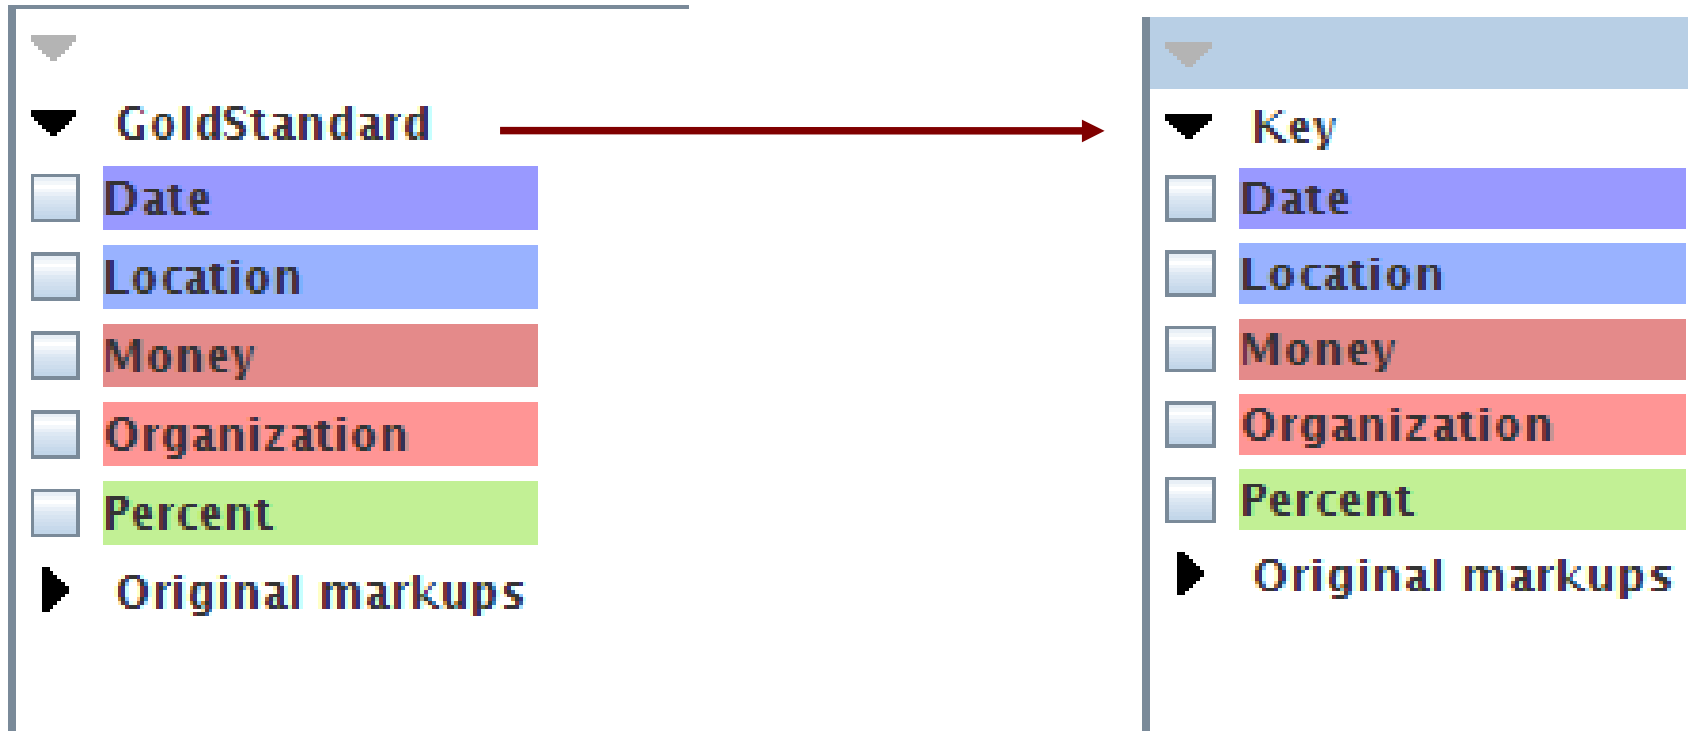 GoldStandard
Date
Location
Money
Organization
Percent
Original markups
Key
Date
Location
Money
Organization
Percent
Original markups